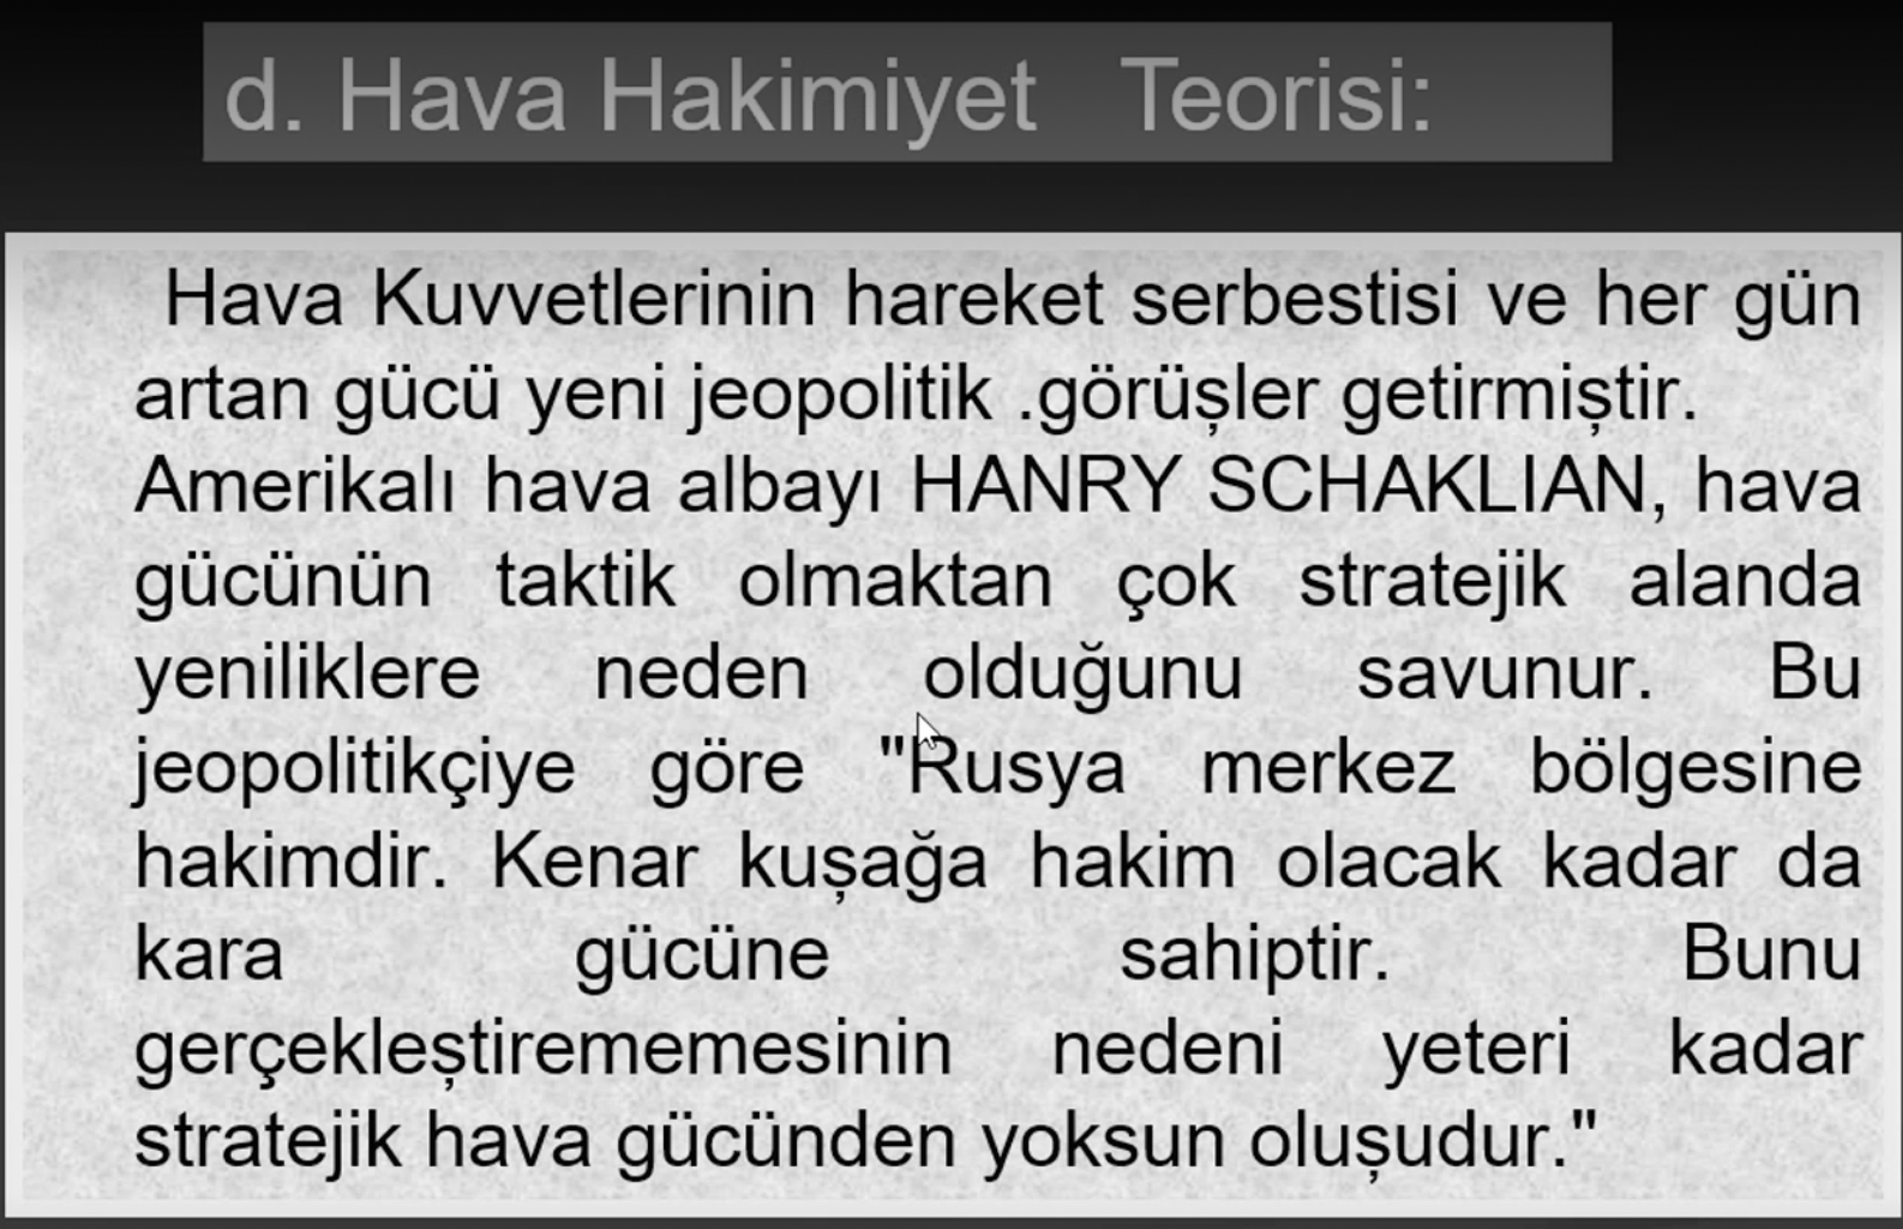 d. Hava Hakimiyet Teorisi:
Hava Kuvvetlerinin hareket serbestisi ve her gün
artan gücü yeni jeopolitik .görüşler getirmiştir.
Amerikalı hava albayı HANRY SCHAKLIAN, hava
gücünün taktik olmaktan çok stratejik alanda
yeniliklere neden olduğunu savunur. Bu
jeopolitikçiye göre "Rusya merkez bölgesine
hakimdir. Kenar kuşağa hakim olacak kadar da
kara gücüne sahiptir. Bunu
gerçekleştirememesinin nedeni yeteri kadar
stratejik hava gücünden yoksun oluşudur."